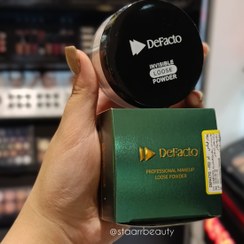 DeFacto
INVISIBLE
LOOSE
POWDER
DeFacto
PROFESSIONAL MAKEUP
LOOSE POWDER
@staarrbeauty